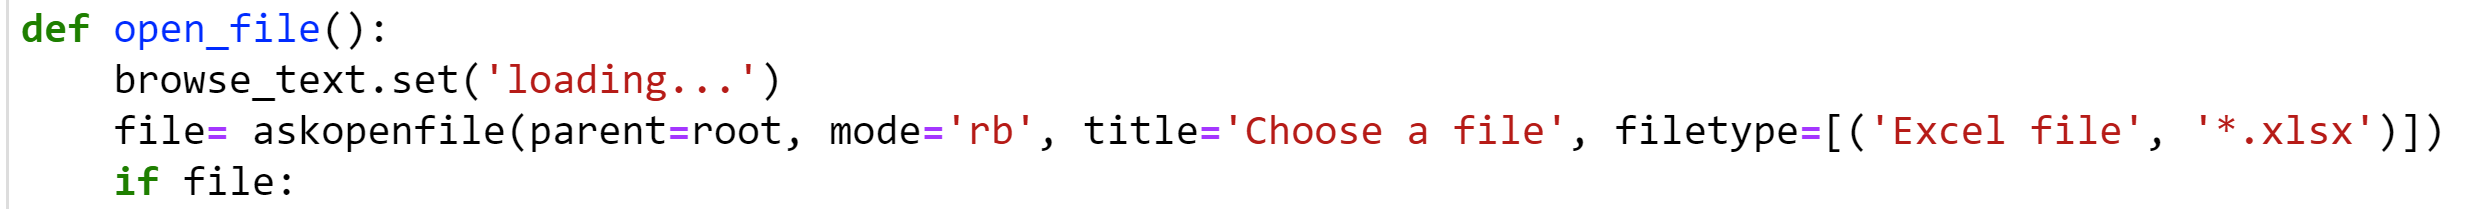 def open_file():
    browse_text.set('loading...')
    file= askopenfile(parent=root, mode='rb', title='Choose a file', filetype=[('Excel file', '*.xlsx')])
    if file: